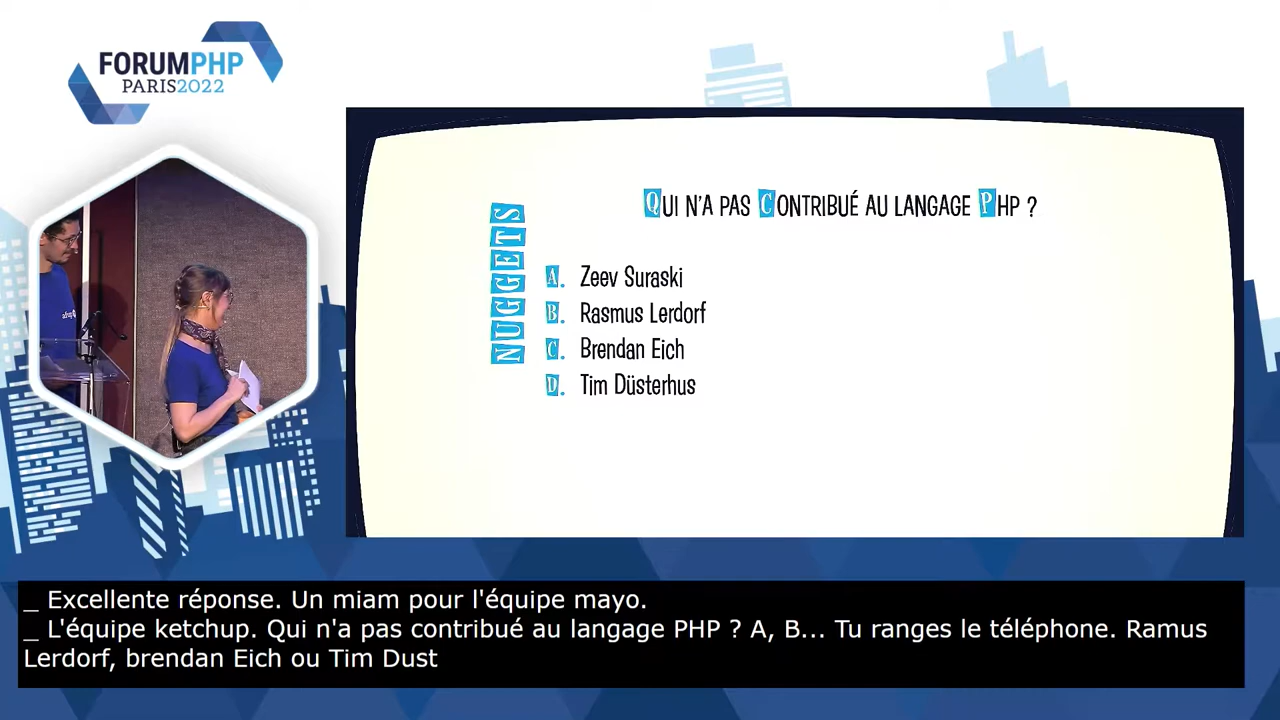 FORUMPHP
PARIS2022
QUI N'A PAS CONTRIBUÉ AU LANGAGE PHP ?
NUGGETS
A. Zeev Suraski
B. Rasmus Lerdorf
C. Brendan Eich
D. Tim Düsterhus
afup
_ Excellente réponse. Un miam pour l'équipe mayo.
_ L'équipe ketchup. Qui n'a pas contribué au langage PHP ? A, B... Tu ranges le téléphone. Ramus
Lerdorf, brendan Eich ou Tim Dust